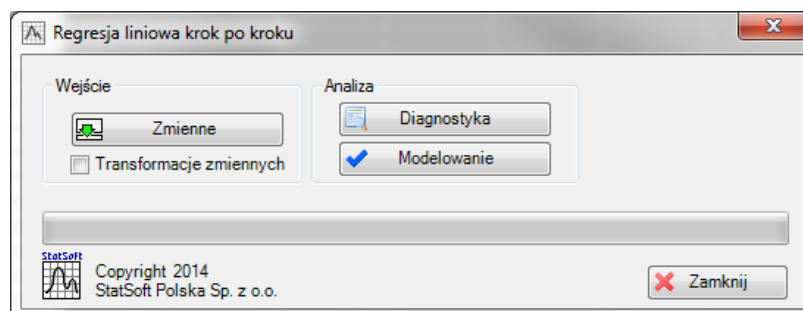 Regresja liniowa krok po kroku
Wejście
Zmienne
Transformacje zmiennych
Analiza
Diagnostyka
Modelowanie
StatSoft
Copyright 2014
StatSoft Polska Sp. z o.o.
Zamknij